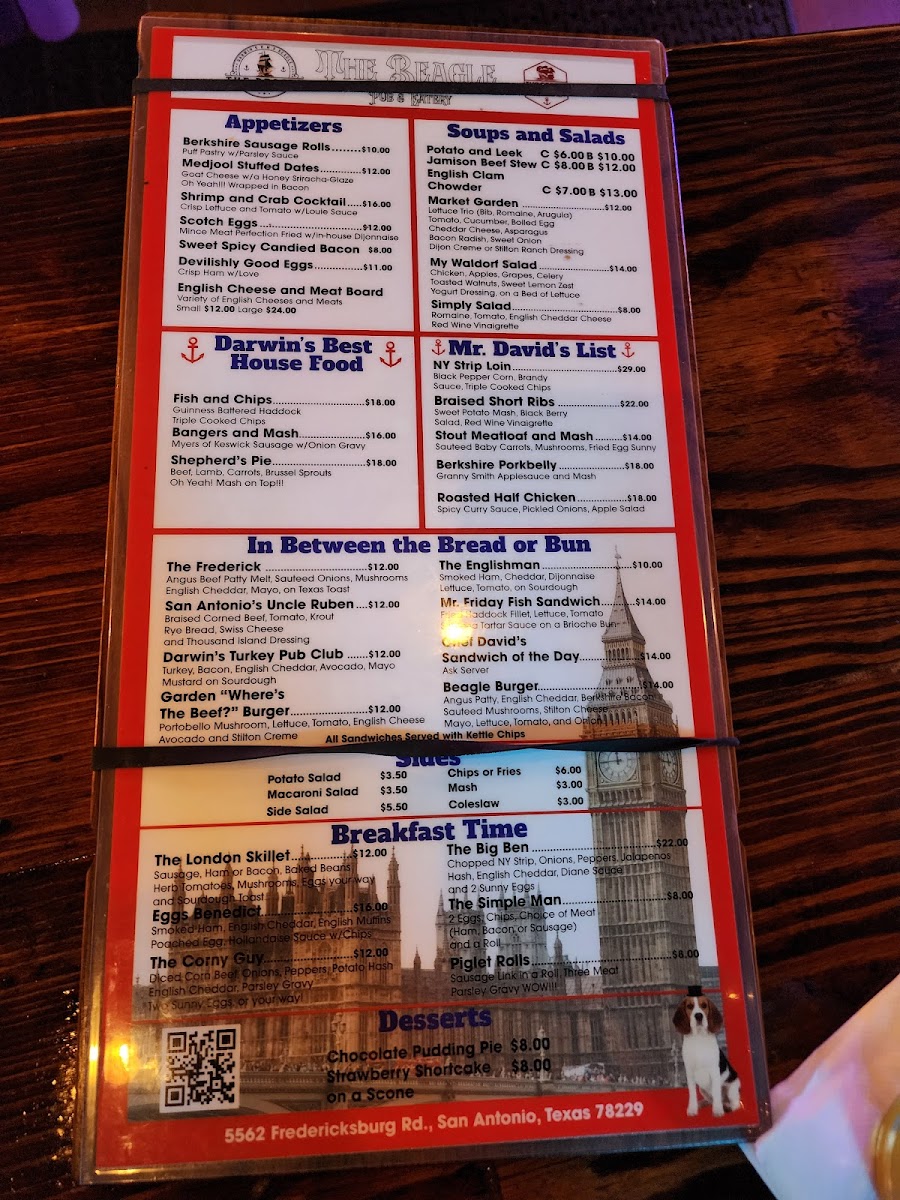 THE BEAGLE
PUB & EATERY
Appetizers
Berkshire Sausage Rolls........$10.00
Puff Pastry w/Parsley Sauce
Medjool Stuffed Dates..............$12.00
Goat Cheese w/a Honey Sriracha-Glaze
Oh Yeah!!! Wrapped in Bacon
Shrimp and Crab Cocktail.....$16.00
Crisp Lettuce and Tomato w/Louie Sauce
Scotch Eggs ...............................$12.00
Mince Meat Perfection Fried w/in-house Dijonnaise
Sweet Spicy Candied Bacon $8.00
Devilishly Good Eggs...............$11.00
Crisp Ham w/Love
English Cheese and Meat Board
Variety of English Cheeses and Meats
Small $12.00 Large $24.00
Soups and Salads
Potato and Leek C $6.00 B $10.00
Jamison Beef Stew C $8.00 B $12.00
English Clam
Chowder C $7.00 B $13.00
Market Garden .............................$12.00
Lettuce Trio (Bib, Romaine, Arugula)
Tomato, Cucumber, Boiled Egg
Cheddar Cheese, Asparagus
Bacon Radish, Sweet Onion
Dijon Creme or Stilton Ranch Dressing
My Waldorf Salad.........................$14.00
Chicken, Apples, Grapes, Celery
Toasted Walnuts, Sweet Lemon Zest
Yogurt Dressing, on a Bed of Lettuce
Simply Salad..................................$8.00
Romaine, Tomato, English Cheddar Cheese
Red Wine Vinaigrette
Darwin's Best
House Food
Fish and Chips...........................$18.00
Guinness Battered Haddock
Triple Cooked Chips
Bangers and Mash....................$16.00
Myers of Keswick Sausage w/Onion Gravy
Shepherd's Pie...........................$18.00
Beef, Lamb, Carrots, Brussel Sprouts
Oh Yeah! Mash on Top!!!
Mr. David's List
NY Strip Loin.................................$29.00
Black Pepper Corn, Brandy
Sauce, Triple Cooked Chips
Braised Short Ribs .......................$22.00
Sweet Potato Mash, Black Berry
Salad, Red Wine Vinaigrette
Stout Meatloaf and Mash ........$14.00
Sauteed Baby Carrots, Mushrooms, Fried Egg Sunny
Berkshire Porkbelly.......................$18.00
Granny Smith Applesauce and Mash
Roasted Half Chicken................$18.00
Spicy Curry Sauce, Pickled Onions, Apple Salad
In Between the Bread or Bun
The Frederick ................................$12.00
Angus Beef Patty Melt, Sauteed Onions, Mushrooms
English Cheddar, Mayo, on Texas Toast
San Antonio's Uncle Ruben ....$12.00
Braised Corned Beef, Tomato, Krout
Rye Bread, Swiss Cheese
and Thousand Island Dressing
Darwin's Turkey Pub Club ......$12.00
Turkey, Bacon, English Cheddar, Avocado, Mayo
Mustard on Sourdough
Garden "Where's
The Beef?" Burger..........................$12.00
Portobello Mushroom, Lettuce, Tomato, English Cheese
Avocado and Stilton Creme
The Englishman .........................$10.00
Smoked Ham, Cheddar, Dijonnaise
Lettuce, Tomato, on Sourdough
Mr. Friday Fish Sandwich.........$14.00
Haddock Fillet, Lettuce, Tomato
Tartar Sauce on a Brioche Bun
Chef David's
Sandwich of the Day................$14.00
Ask Server
Beagle Burger............................$14.00
Angus Patty, English Cheddar, Berkshire Bacon
Sauteed Mushrooms, Stilton Cheese
Mayo, Lettuce, Tomato, and Onion
All Sandwiches Served with Kettle Chips
Sides
Potato Salad $3.50
Macaroni Salad $3.50
Side Salad $5.50
Chips or Fries $6.00
Mash $3.00
Coleslaw $3.00
Breakfast Time
The London Skillet.................$12.00
Sausage, Ham or Bacon, Baked Beans
Herb Tomatoes, Mushrooms, Eggs your way
and Sourdough Toast
Eggs Benedict........................$16.00
Smoked Ham, English Cheddar, English Muffins
Poached Egg, Hollandaise Sauce w/Chips
The Corny Guy.......................$12.00
Diced Corn Beef, Onions, Peppers, Potato Hash
English Cheddar, Parsley Gravy
Two Sunny Eggs, or your way!
The Big Ben ................................$22.00
Chopped NY Strip, Onions, Peppers, Jalapenos
Hash, English Cheddar, Diane Sauce
and 2 Sunny Eggs
The Simple Man..........................$8.00
2 Eggs, Chips, Choice of Meat
(Ham, Bacon or Sausage)
and a Roll
Piglet Rolls..................................$8.00
Sausage Link in a Roll, Three Meat
Parsley Gravy WOW!!!
Desserts
Chocolate Pudding Pie $8.00
Strawberry Shortcake $8.00
on a Scone
5562 Fredericksburg Rd., San Antonio, Texas 78229